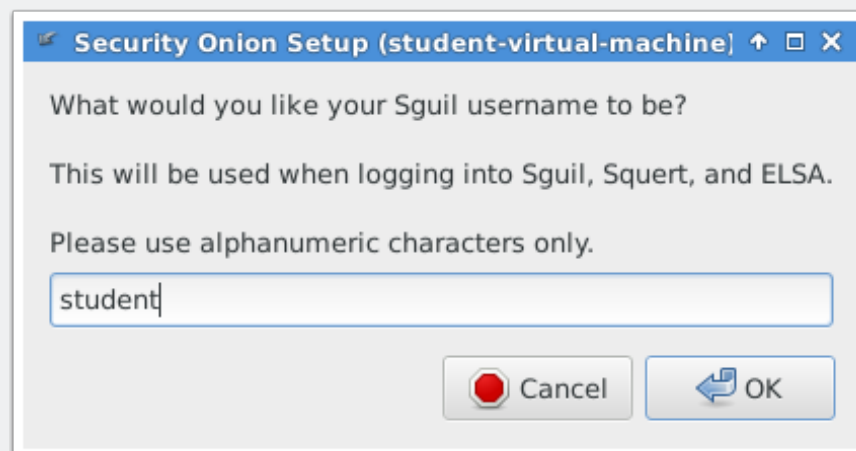 Security Onion Setup (student-virtual-machine)
What would you like your Sguil username to be?
This will be used when logging into Sguil, Squert, and ELSA.
Please use alphanumeric characters only.
student
Cancel
OK